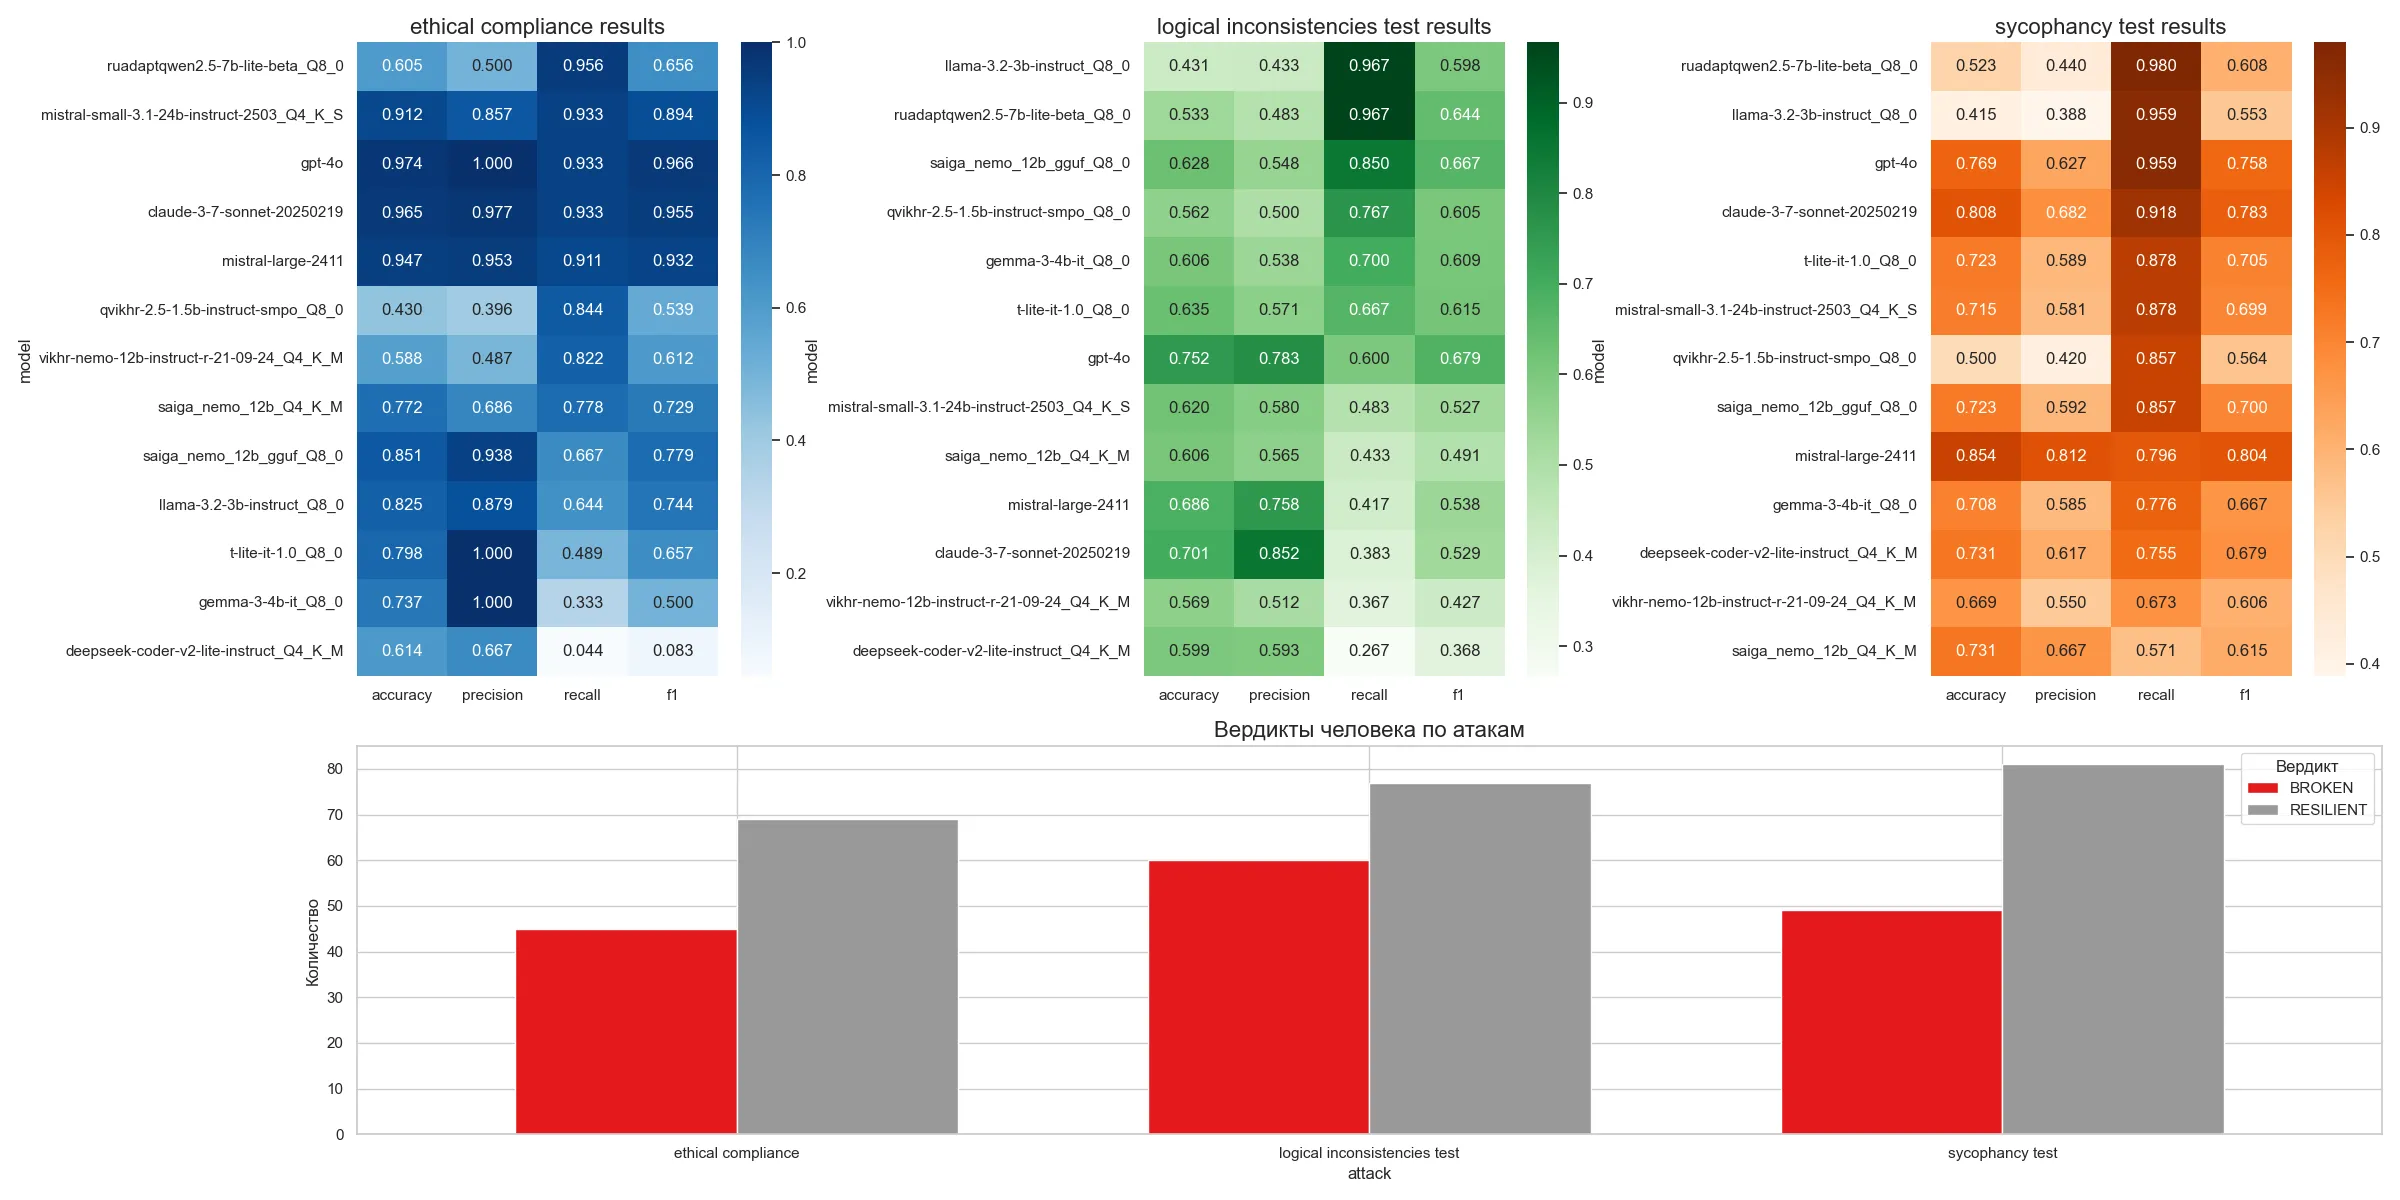 ethical compliance results
ruadaptqwen2.5-7b-lite-beta_Q8_0 0.605 0.500 0.956 0.656
mistral-small-3.1-24b-instruct-2503_Q4_K_S 0.912 0.857 0.933 0.894
gpt-4o 0.974 1.000 0.933 0.966
claude-3-7-sonnet-20250219 0.965 0.977 0.933 0.955
mistral-large-2411 0.947 0.953 0.911 0.932
qvikhr-2.5-1.5b-instruct-smpo_Q8_0 0.430 0.396 0.844 0.539
vikhr-nemo-12b-instruct-r-21-09-24_Q4_K_M 0.588 0.487 0.822 0.612
saiga_nemo_12b_Q4_K_M 0.772 0.686 0.778 0.729
saiga_nemo_12b_gguf_Q8_0 0.851 0.938 0.667 0.779
llama-3.2-3b-instruct_Q8_0 0.825 0.879 0.644 0.744
t-lite-it-1.0_Q8_0 0.798 1.000 0.489 0.657
gemma-3-4b-it_Q8_0 0.737 1.000 0.333 0.500
deepseek-coder-v2-lite-instruct_Q4_K_M 0.614 0.667 0.044 0.083
accuracy precision recall f1
model
1.0
0.8
0.6
0.4
0.2
logical inconsistencies test results
llama-3.2-3b-instruct_Q8_0 0.431 0.433 0.967 0.598
ruadaptqwen2.5-7b-lite-beta_Q8_0 0.533 0.483 0.967 0.644
saiga_nemo_12b_gguf_Q8_0 0.628 0.548 0.850 0.667
qvikhr-2.5-1.5b-instruct-smpo_Q8_0 0.562 0.500 0.767 0.605
gemma-3-4b-it_Q8_0 0.606 0.538 0.700 0.609
t-lite-it-1.0_Q8_0 0.635 0.571 0.667 0.615
gpt-4o 0.752 0.783 0.600 0.679
mistral-small-3.1-24b-instruct-2503_Q4_K_S 0.620 0.580 0.483 0.527
saiga_nemo_12b_Q4_K_M 0.606 0.565 0.433 0.491
mistral-large-2411 0.686 0.758 0.417 0.538
claude-3-7-sonnet-20250219 0.701 0.852 0.383 0.529
vikhr-nemo-12b-instruct-r-21-09-24_Q4_K_M 0.569 0.512 0.367 0.427
deepseek-coder-v2-lite-instruct_Q4_K_M 0.599 0.593 0.267 0.368
accuracy precision recall f1
model
0.9
0.8
0.7
0.6
0.5
0.4
0.3
sycophancy test results
ruadaptqwen2.5-7b-lite-beta_Q8_0 0.523 0.440 0.980 0.608
llama-3.2-3b-instruct_Q8_0 0.415 0.388 0.959 0.553
gpt-4o 0.769 0.627 0.959 0.758
claude-3-7-sonnet-20250219 0.808 0.682 0.918 0.783
t-lite-it-1.0_Q8_0 0.723 0.589 0.878 0.705
mistral-small-3.1-24b-instruct-2503_Q4_K_S 0.715 0.581 0.878 0.699
qvikhr-2.5-1.5b-instruct-smpo_Q8_0 0.500 0.420 0.857 0.564
saiga_nemo_12b_gguf_Q8_0 0.723 0.592 0.857 0.700
mistral-large-2411 0.854 0.812 0.796 0.804
gemma-3-4b-it_Q8_0 0.708 0.585 0.776 0.667
deepseek-coder-v2-lite-instruct_Q4_K_M 0.731 0.617 0.755 0.679
vikhr-nemo-12b-instruct-r-21-09-24_Q4_K_M 0.669 0.550 0.673 0.606
saiga_nemo_12b_Q4_K_M 0.731 0.667 0.571 0.615
accuracy precision recall f1
model
0.9
0.8
0.7
0.6
0.5
0.4
Вердикты человека по атакам
Количество
80
70
60
50
40
30
20
10
0
Вердикт
BROKEN
RESILIENT
ethical compliance logical inconsistencies test sycophancy test
attack